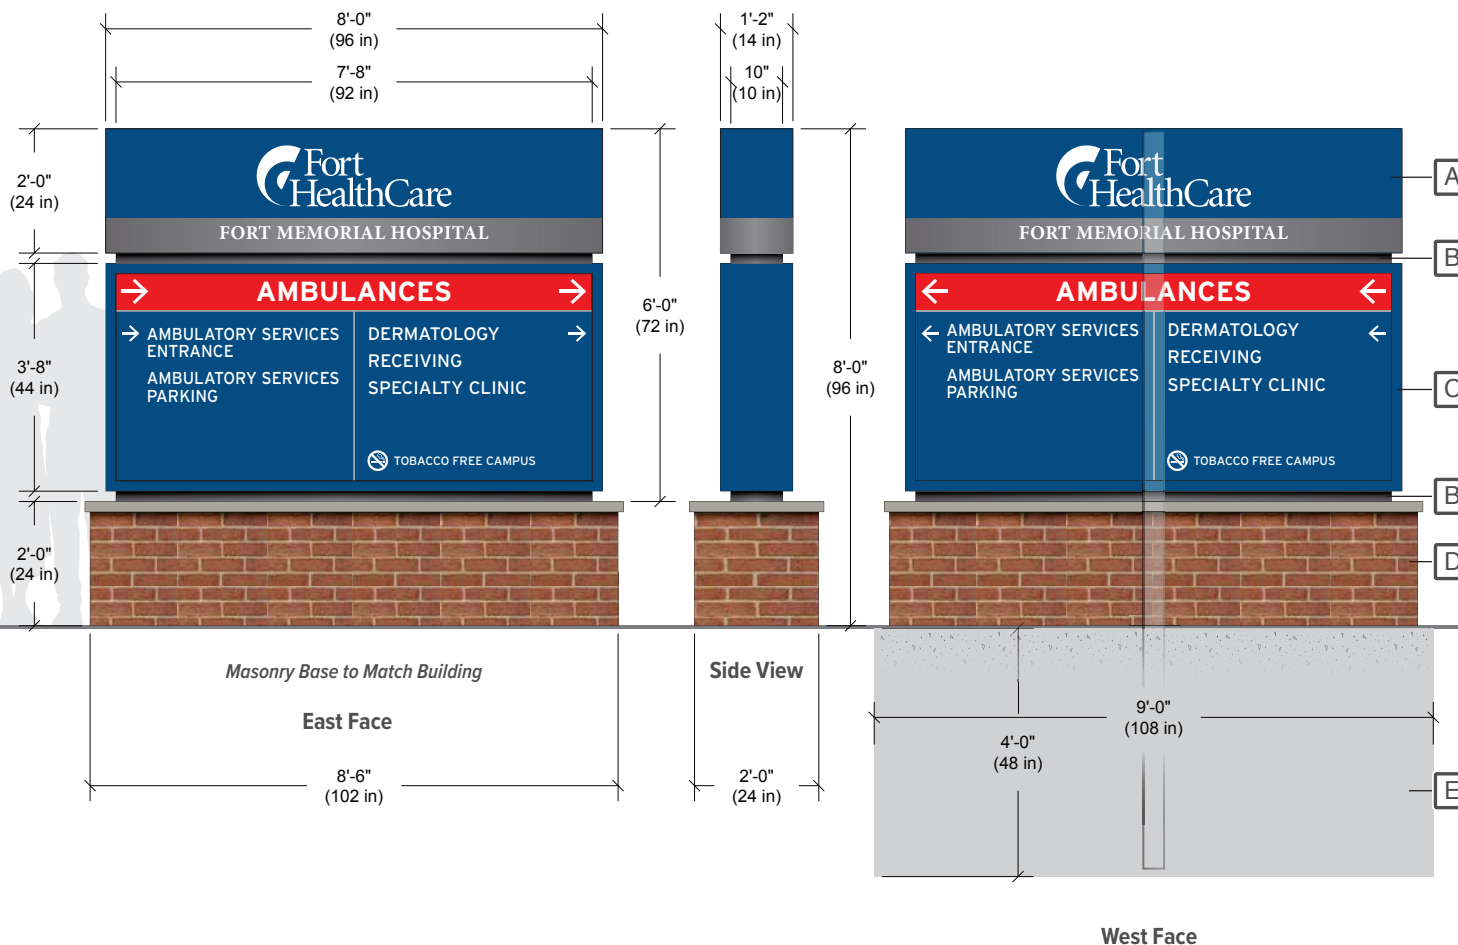 8'-0"
(96 in)
7'-8"
(92 in)
1'-2"
(14 in)
10"
(10 in)
2'-0"
(24 in)
3'-8"
(44 in)
2'-0"
(24 in)
Fort
HealthCare
FORT MEMORIAL HOSPITAL
AMBULANCES
AMBULATORY SERVICES
ENTRANCE
AMBULATORY SERVICES
PARKING
DERMATOLOGY
RECEIVING
SPECIALTY CLINIC
TOBACCO FREE CAMPUS
6'-0"
(72 in)
8'-0"
(96 in)
Fort
HealthCare
FORT MEMORIAL HOSPITAL
AMBULANCES
AMBULATORY SERVICES
ENTRANCE
AMBULATORY SERVICES
PARKING
DERMATOLOGY
RECEIVING
SPECIALTY CLINIC
TOBACCO FREE CAMPUS
A
B
C
B
D
E
Masonry Base to Match Building
East Face
8'-6"
(102 in)
Side View
2'-0"
(24 in)
9'-0"
(108 in)
4'-0"
(48 in)
West Face